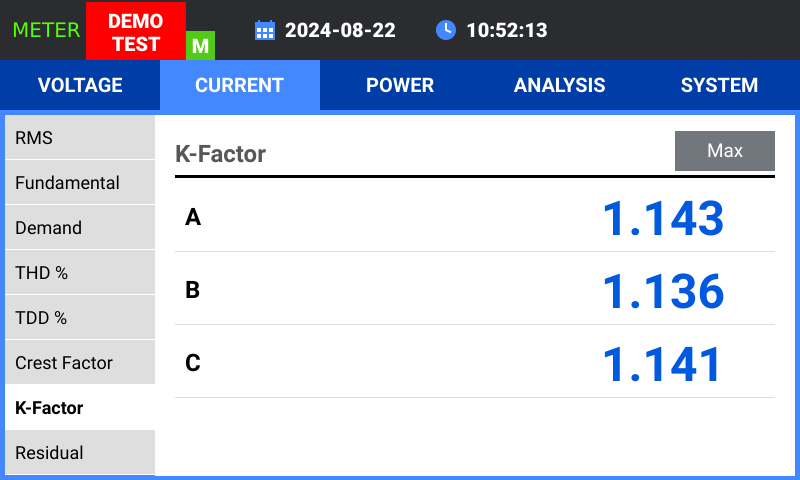 METER
DEMO
TEST
M
2024-08-22
10:52:13
VOLTAGE
CURRENT
POWER
ANALYSIS
SYSTEM
RMS
Fundamental
Demand
THD %
TDD %
Crest Factor
K-Factor
Residual
K-Factor
Max
A 1.143
B 1.136
C 1.141